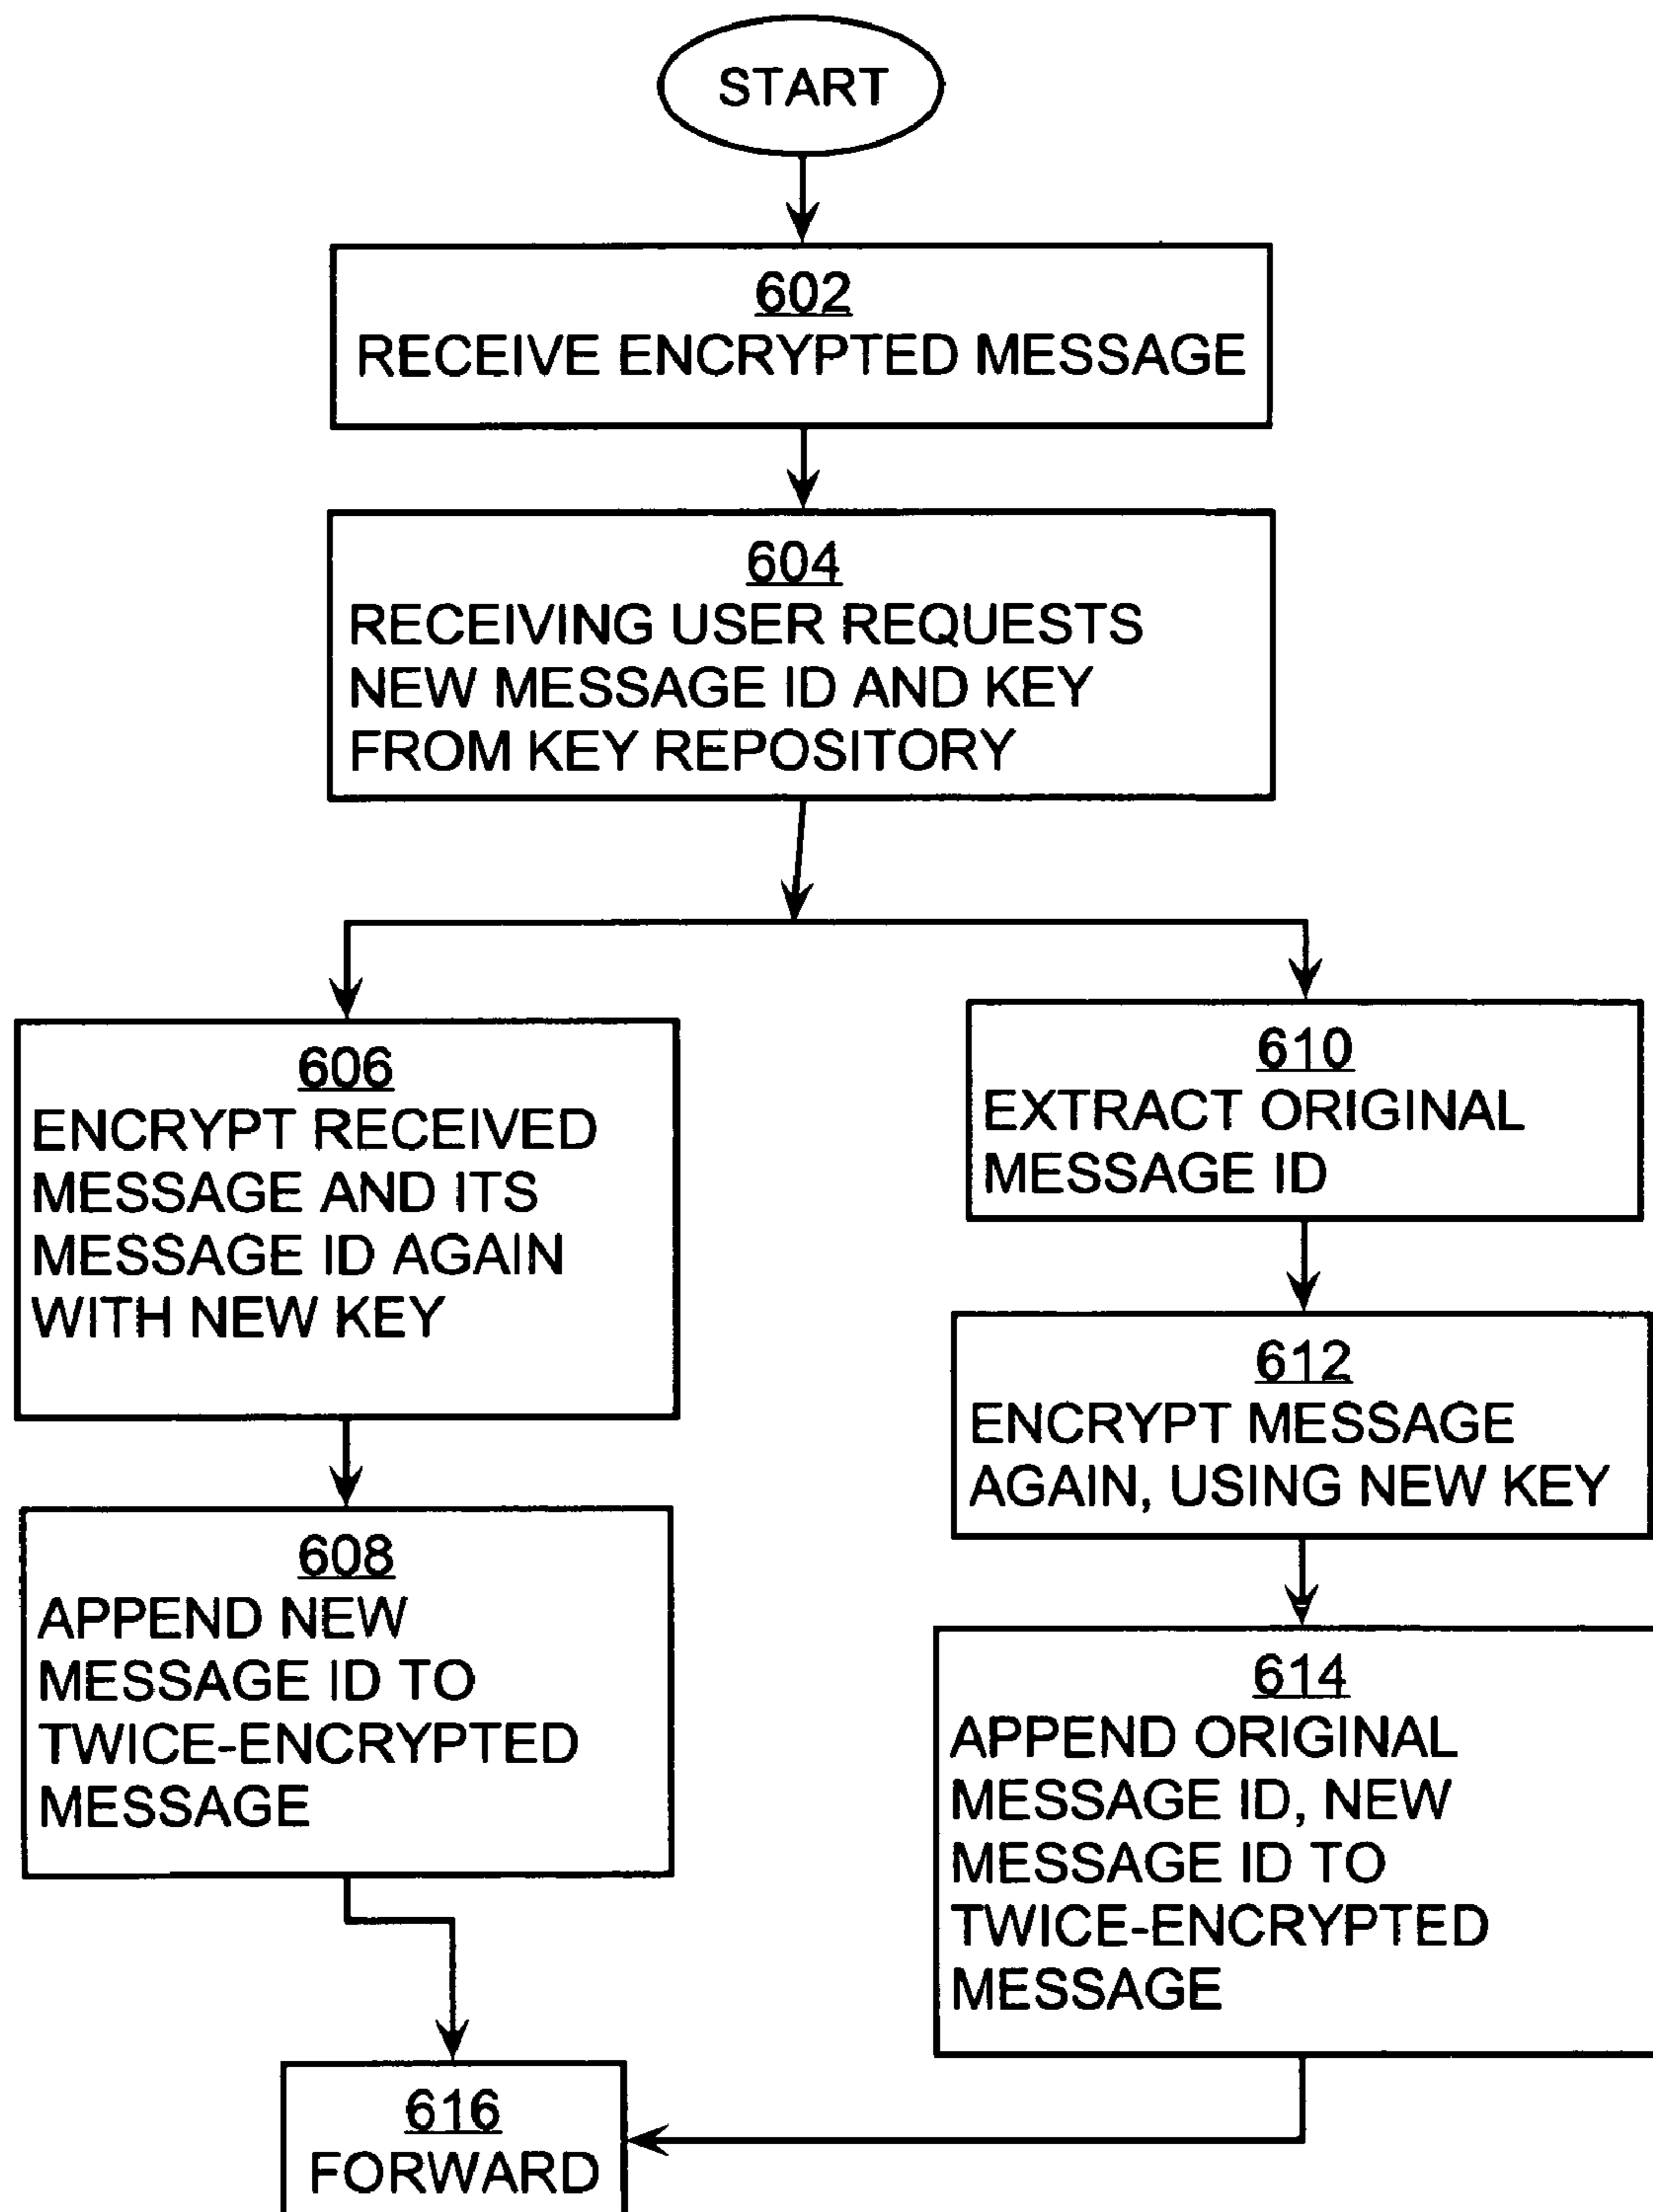 START
602
RECEIVE ENCRYPTED MESSAGE
604
RECEIVING USER REQUESTS
NEW MESSAGE ID AND KEY
FROM KEY REPOSITORY
606
ENCRYPT RECEIVED
MESSAGE AND ITS
MESSAGE ID AGAIN
WITH NEW KEY
608
APPEND NEW
MESSAGE ID TO
TWICE-ENCRYPTED
MESSAGE
610
EXTRACT ORIGINAL
MESSAGE ID
612
ENCRYPT MESSAGE
AGAIN, USING NEW KEY
614
APPEND ORIGINAL
MESSAGE ID, NEW
MESSAGE ID TO
TWICE-ENCRYPTED
MESSAGE
616
FORWARD